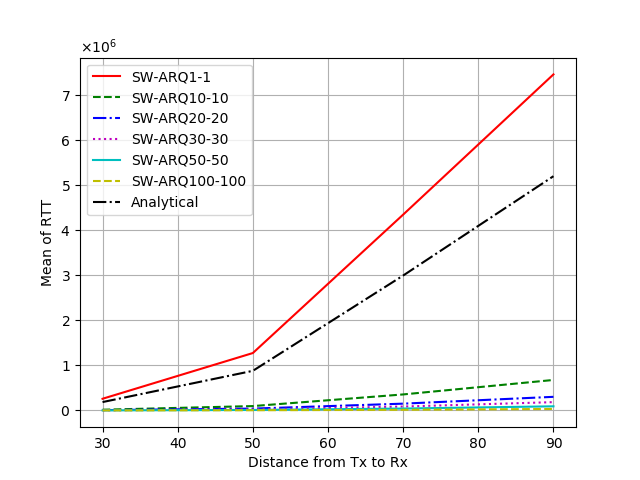 ×10⁶
SW-ARQ1-1
SW-ARQ10-10
SW-ARQ20-20
SW-ARQ30-30
SW-ARQ50-50
SW-ARQ100-100
Analytical
Mean of RTT
7
6
5
4
3
2
1
0
30 40 50 60 70 80 90
Distance from Tx to Rx